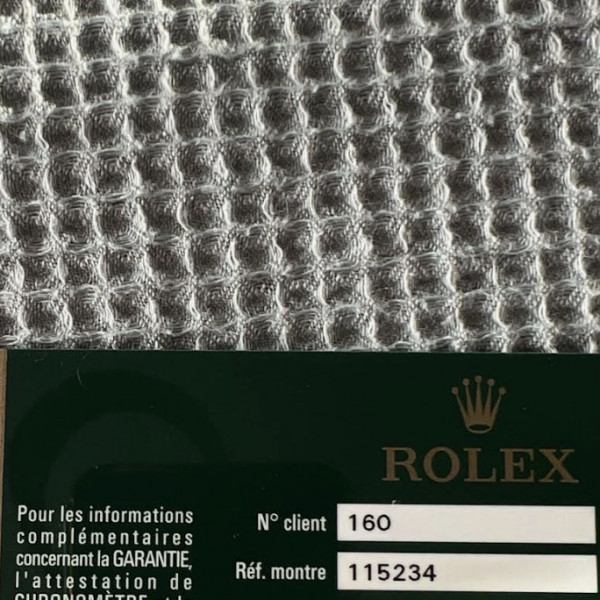 ROLEX
Pour les informations
complémentaires
concernant la GARANTIE,
l'attestation de
N° client 160
Réf. montre 115234